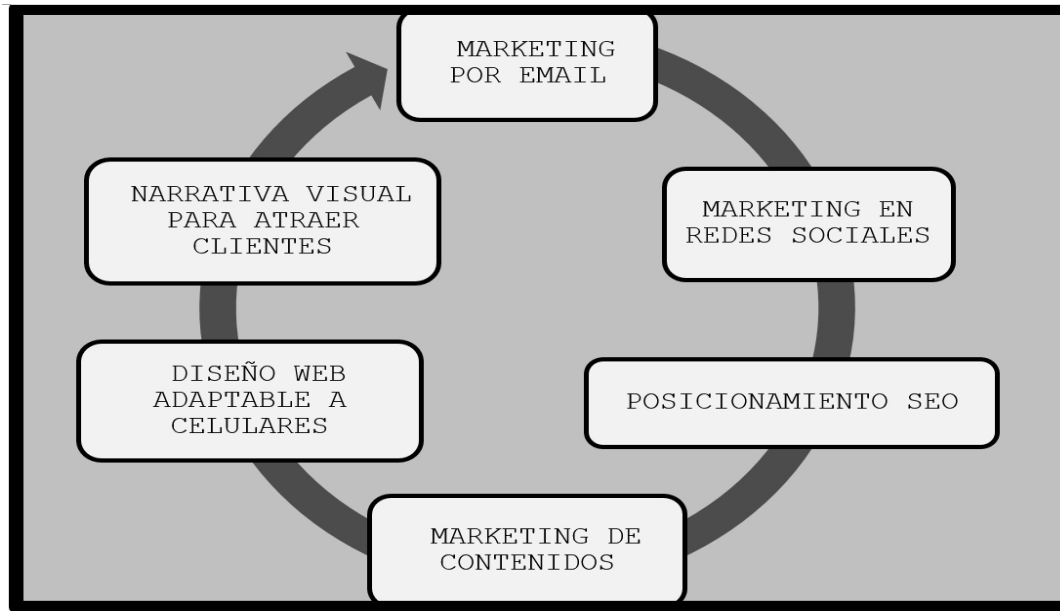 MARKETING
POR EMAIL
MARKETING EN
REDES SOCIALES
POSICIONAMIENTO SEO
MARKETING DE
CONTENIDOS
DISEÑO WEB
ADAPTABLE A
CELULARES
NARRATIVA VISUAL
PARA ATRAER
CLIENTES